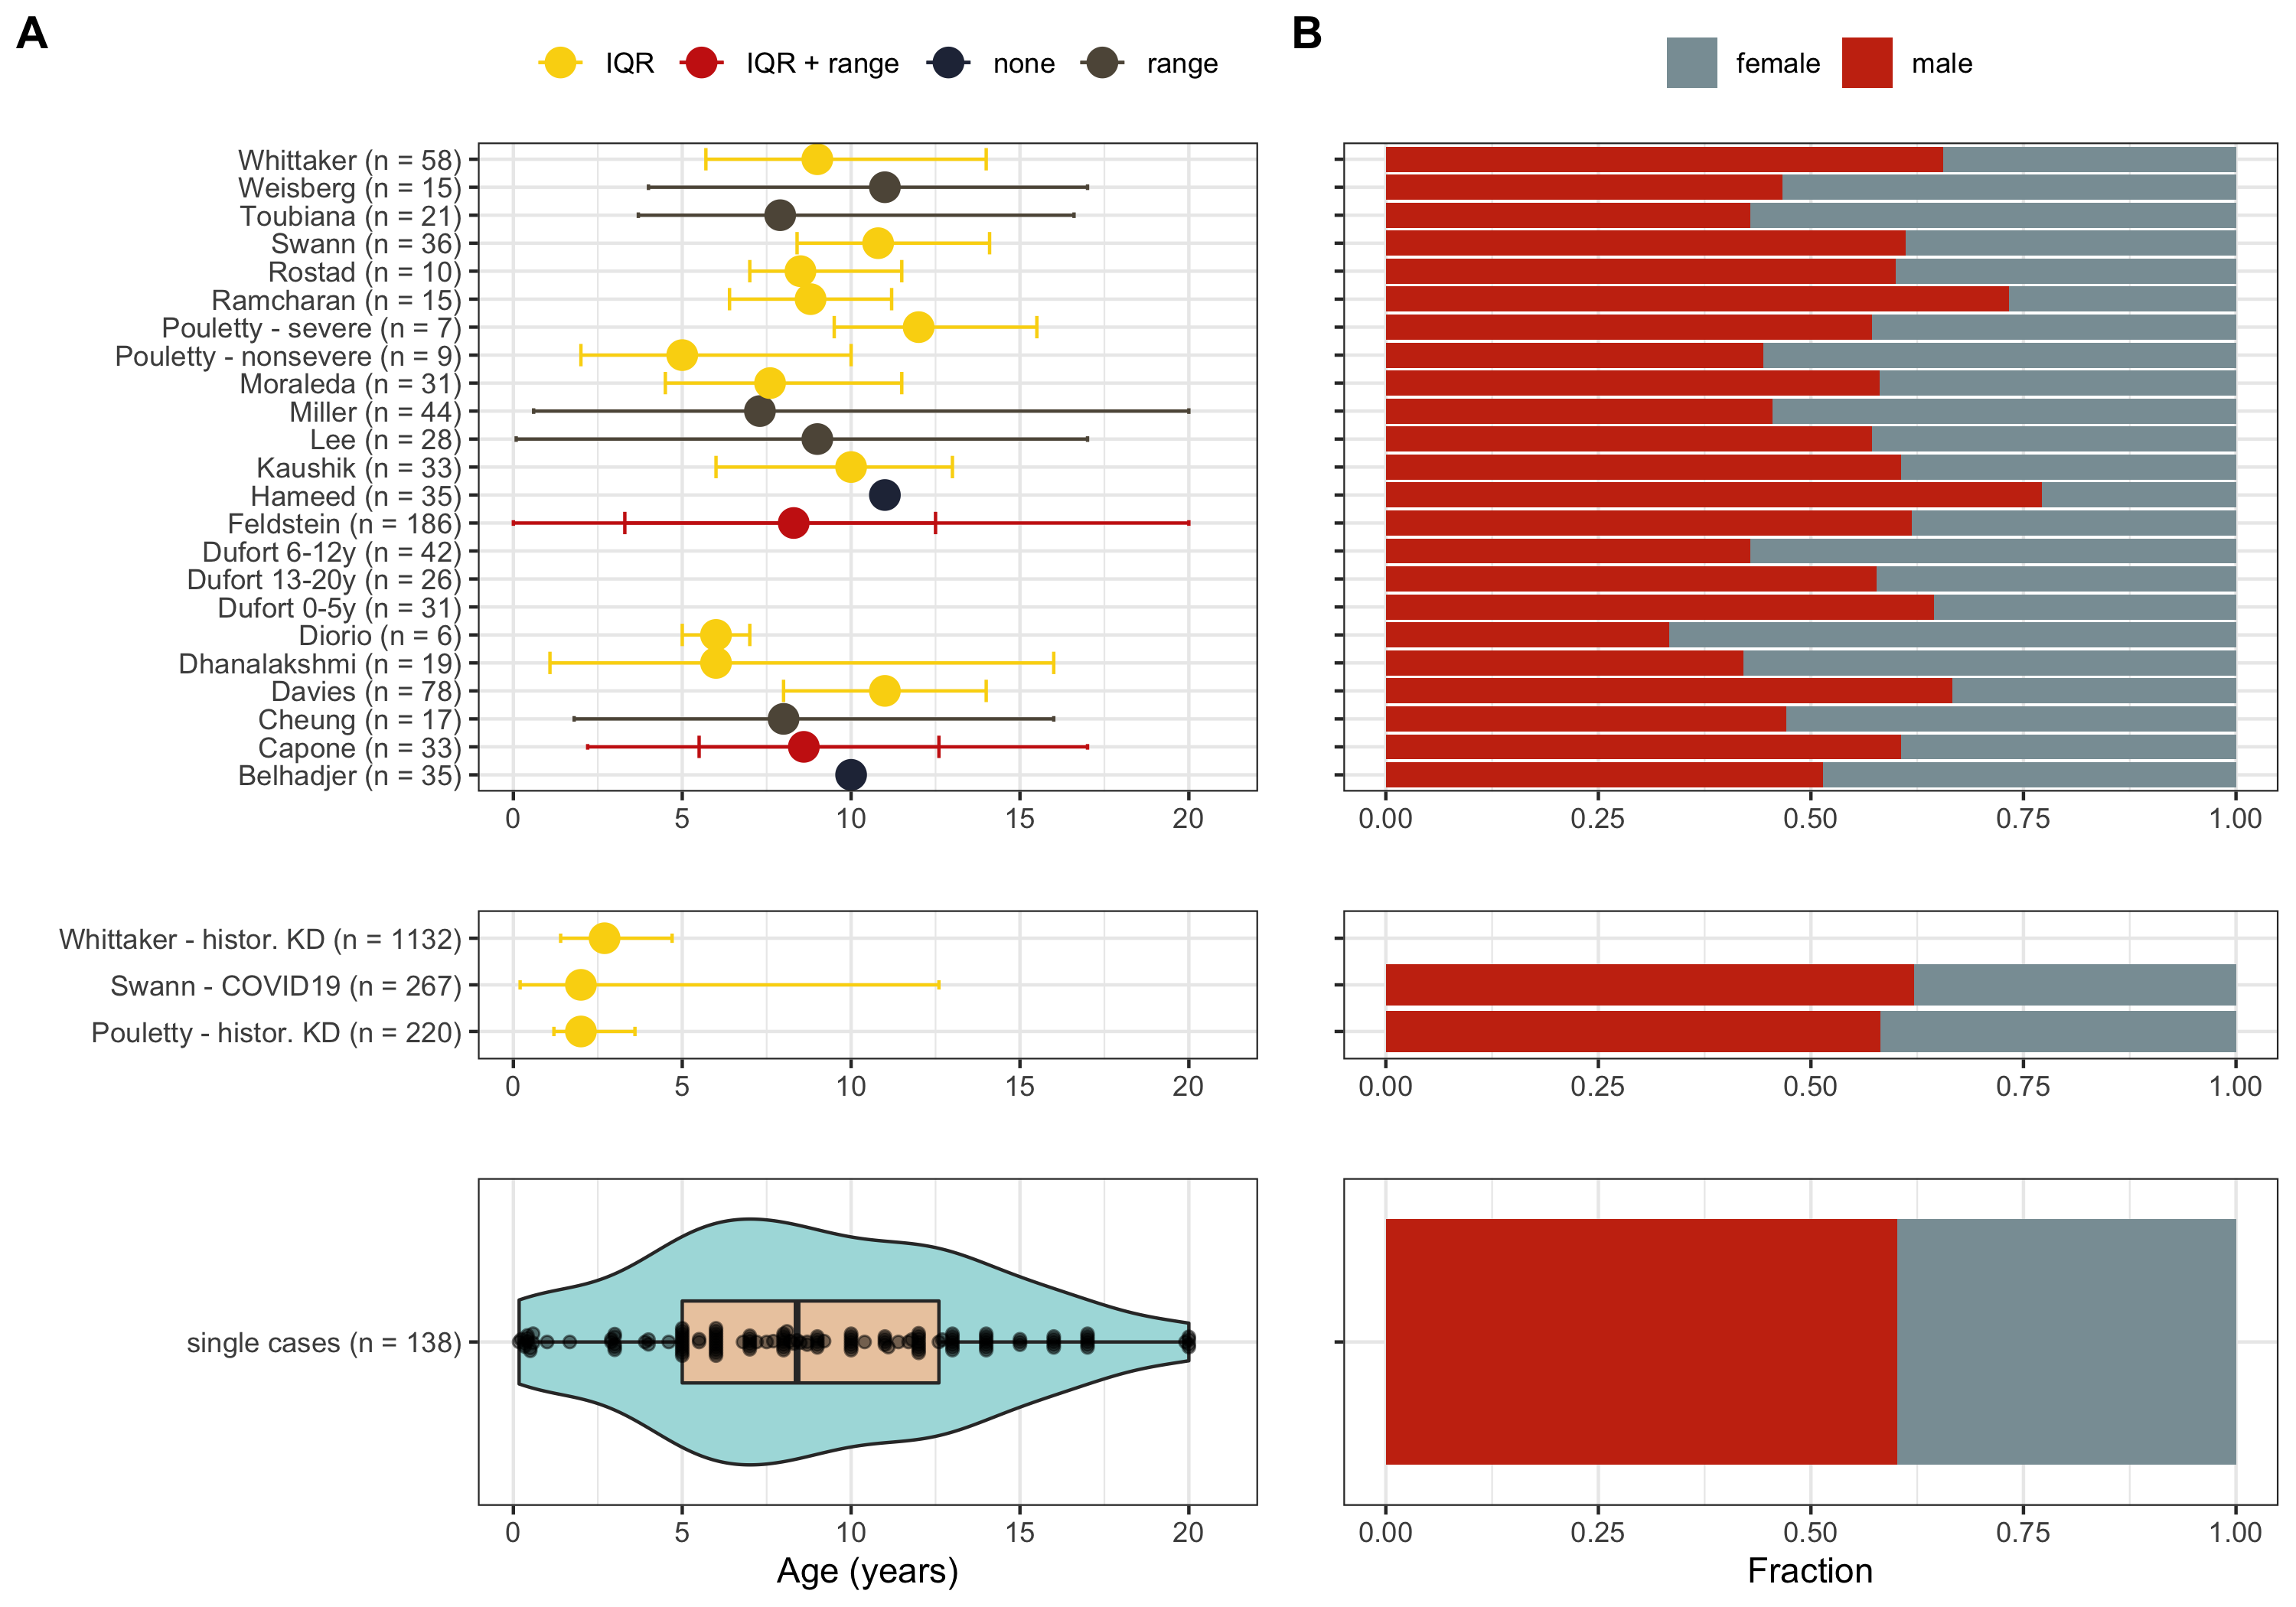 A
B
IQR IQR + range none range
female male
Whittaker (n = 58)
Weisberg (n = 15)
Toubiana (n = 21)
Swann (n = 36)
Rostad (n = 10)
Ramcharan (n = 15)
Pouletty - severe (n = 7)
Pouletty - nonsevere (n = 9)
Moraleda (n = 31)
Miller (n = 44)
Lee (n = 28)
Kaushik (n = 33)
Hameed (n = 35)
Feldstein (n = 186)
Dufort 6-12y (n = 42)
Dufort 13-20y (n = 26)
Dufort 0-5y (n = 31)
Diorio (n = 6)
Dhanalakshmi (n = 19)
Davies (n = 78)
Cheung (n = 17)
Capone (n = 33)
Belhadjer (n = 35)
0 5 10 15 20
0.00 0.25 0.50 0.75 1.00
Whittaker - histor. KD (n = 1132)
Swann - COVID19 (n = 267)
Pouletty - histor. KD (n = 220)
0 5 10 15 20
0.00 0.25 0.50 0.75 1.00
single cases (n = 138)
0 5 10 15 20
Age (years)
0.00 0.25 0.50 0.75 1.00
Fraction